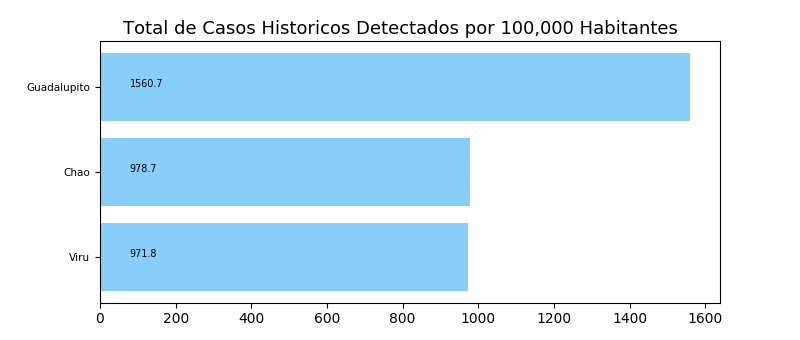 Total de Casos Historicos Detectados por 100,000 Habitantes
Guadalupito
1560.7
Chao
978.7
Viru
971.8
0 200 400 600 800 1000 1200 1400 1600